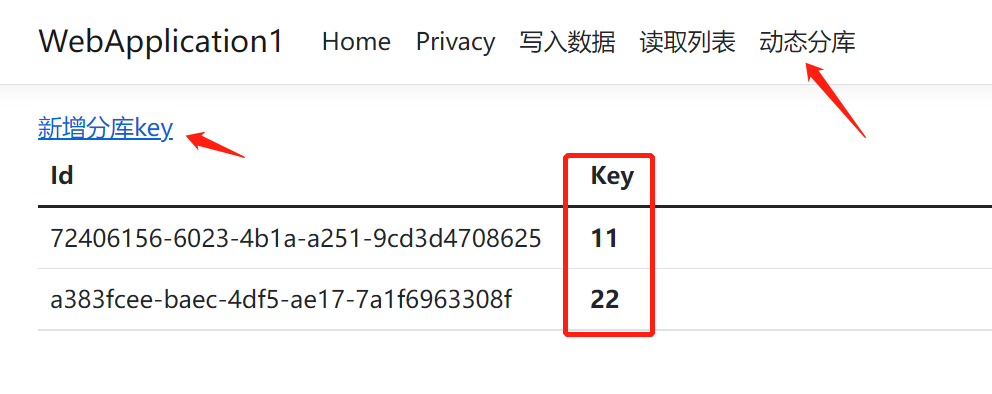 WebApplication1 Home Privacy 写入数据 读取列表 动态分库
新增分库key
Id Key
72406156-6023-4b1a-a251-9cd3d4708625 11
a383fcee-baec-4df5-ae17-7a1f6963308f 22